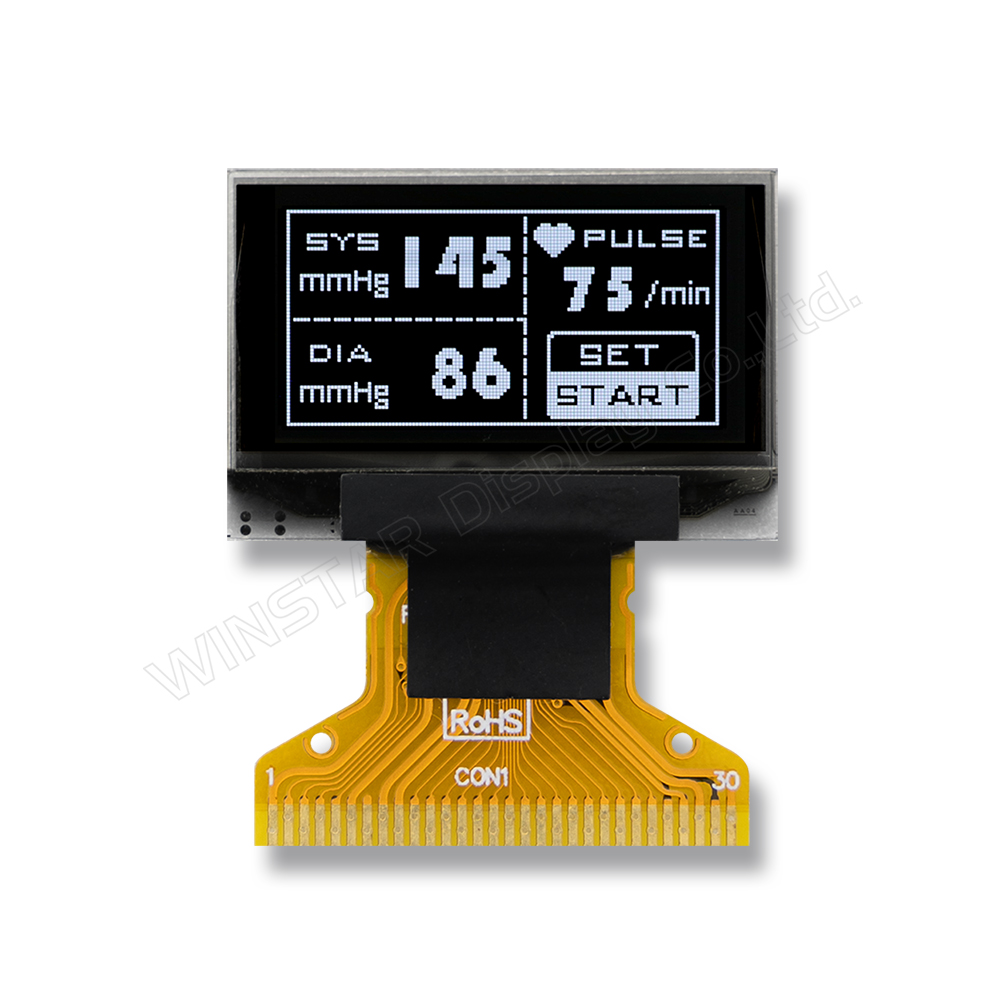 SYS
mmHg
145
PULSE
75 /min
DIA
mmHg
86
SET
START
WINSTAR Display Co.,Ltd.
RoHS
1
CON1
30